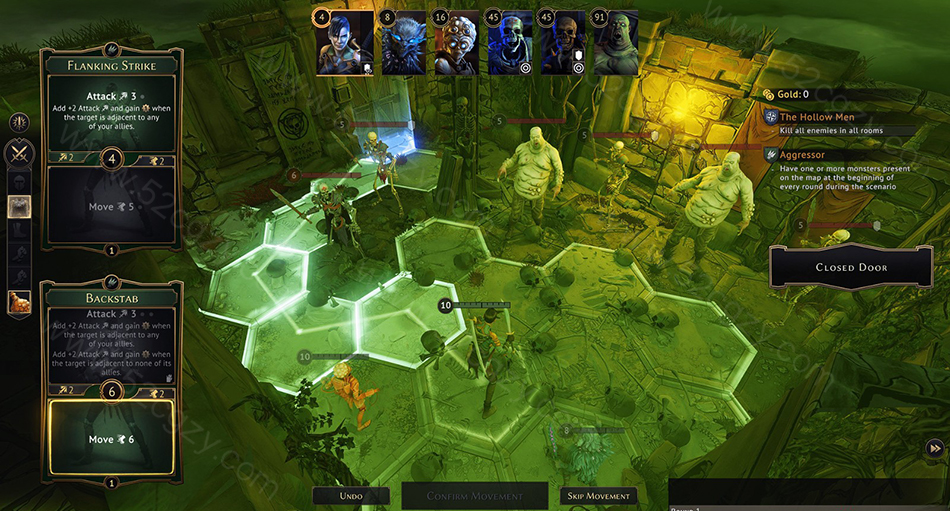 4
8
16
45
45
91
FLANKING STRIKE
Attack 3
Add +2 Attack and gain when
the target is adjacent to any
of your allies.
2
4
2
Move 5
1
BACKSTAB
Attack 3
Add +2 Attack and gain when
the target is adjacent to any
of your allies.
Add +2 Attack and gain when
the target is adjacent to none of its
allies.
2
6
2
Move 6
1
5
5
5
6
5
10
10
8
Gold: 0
The Hollow Men
Kill all enemies in all rooms
Aggressor
Have one or more monsters present
on the map at the beginning of
every round during the scenario
CLOSED DOOR
UNDO
CONFIRM MOVEMENT
SKIP MOVEMENT